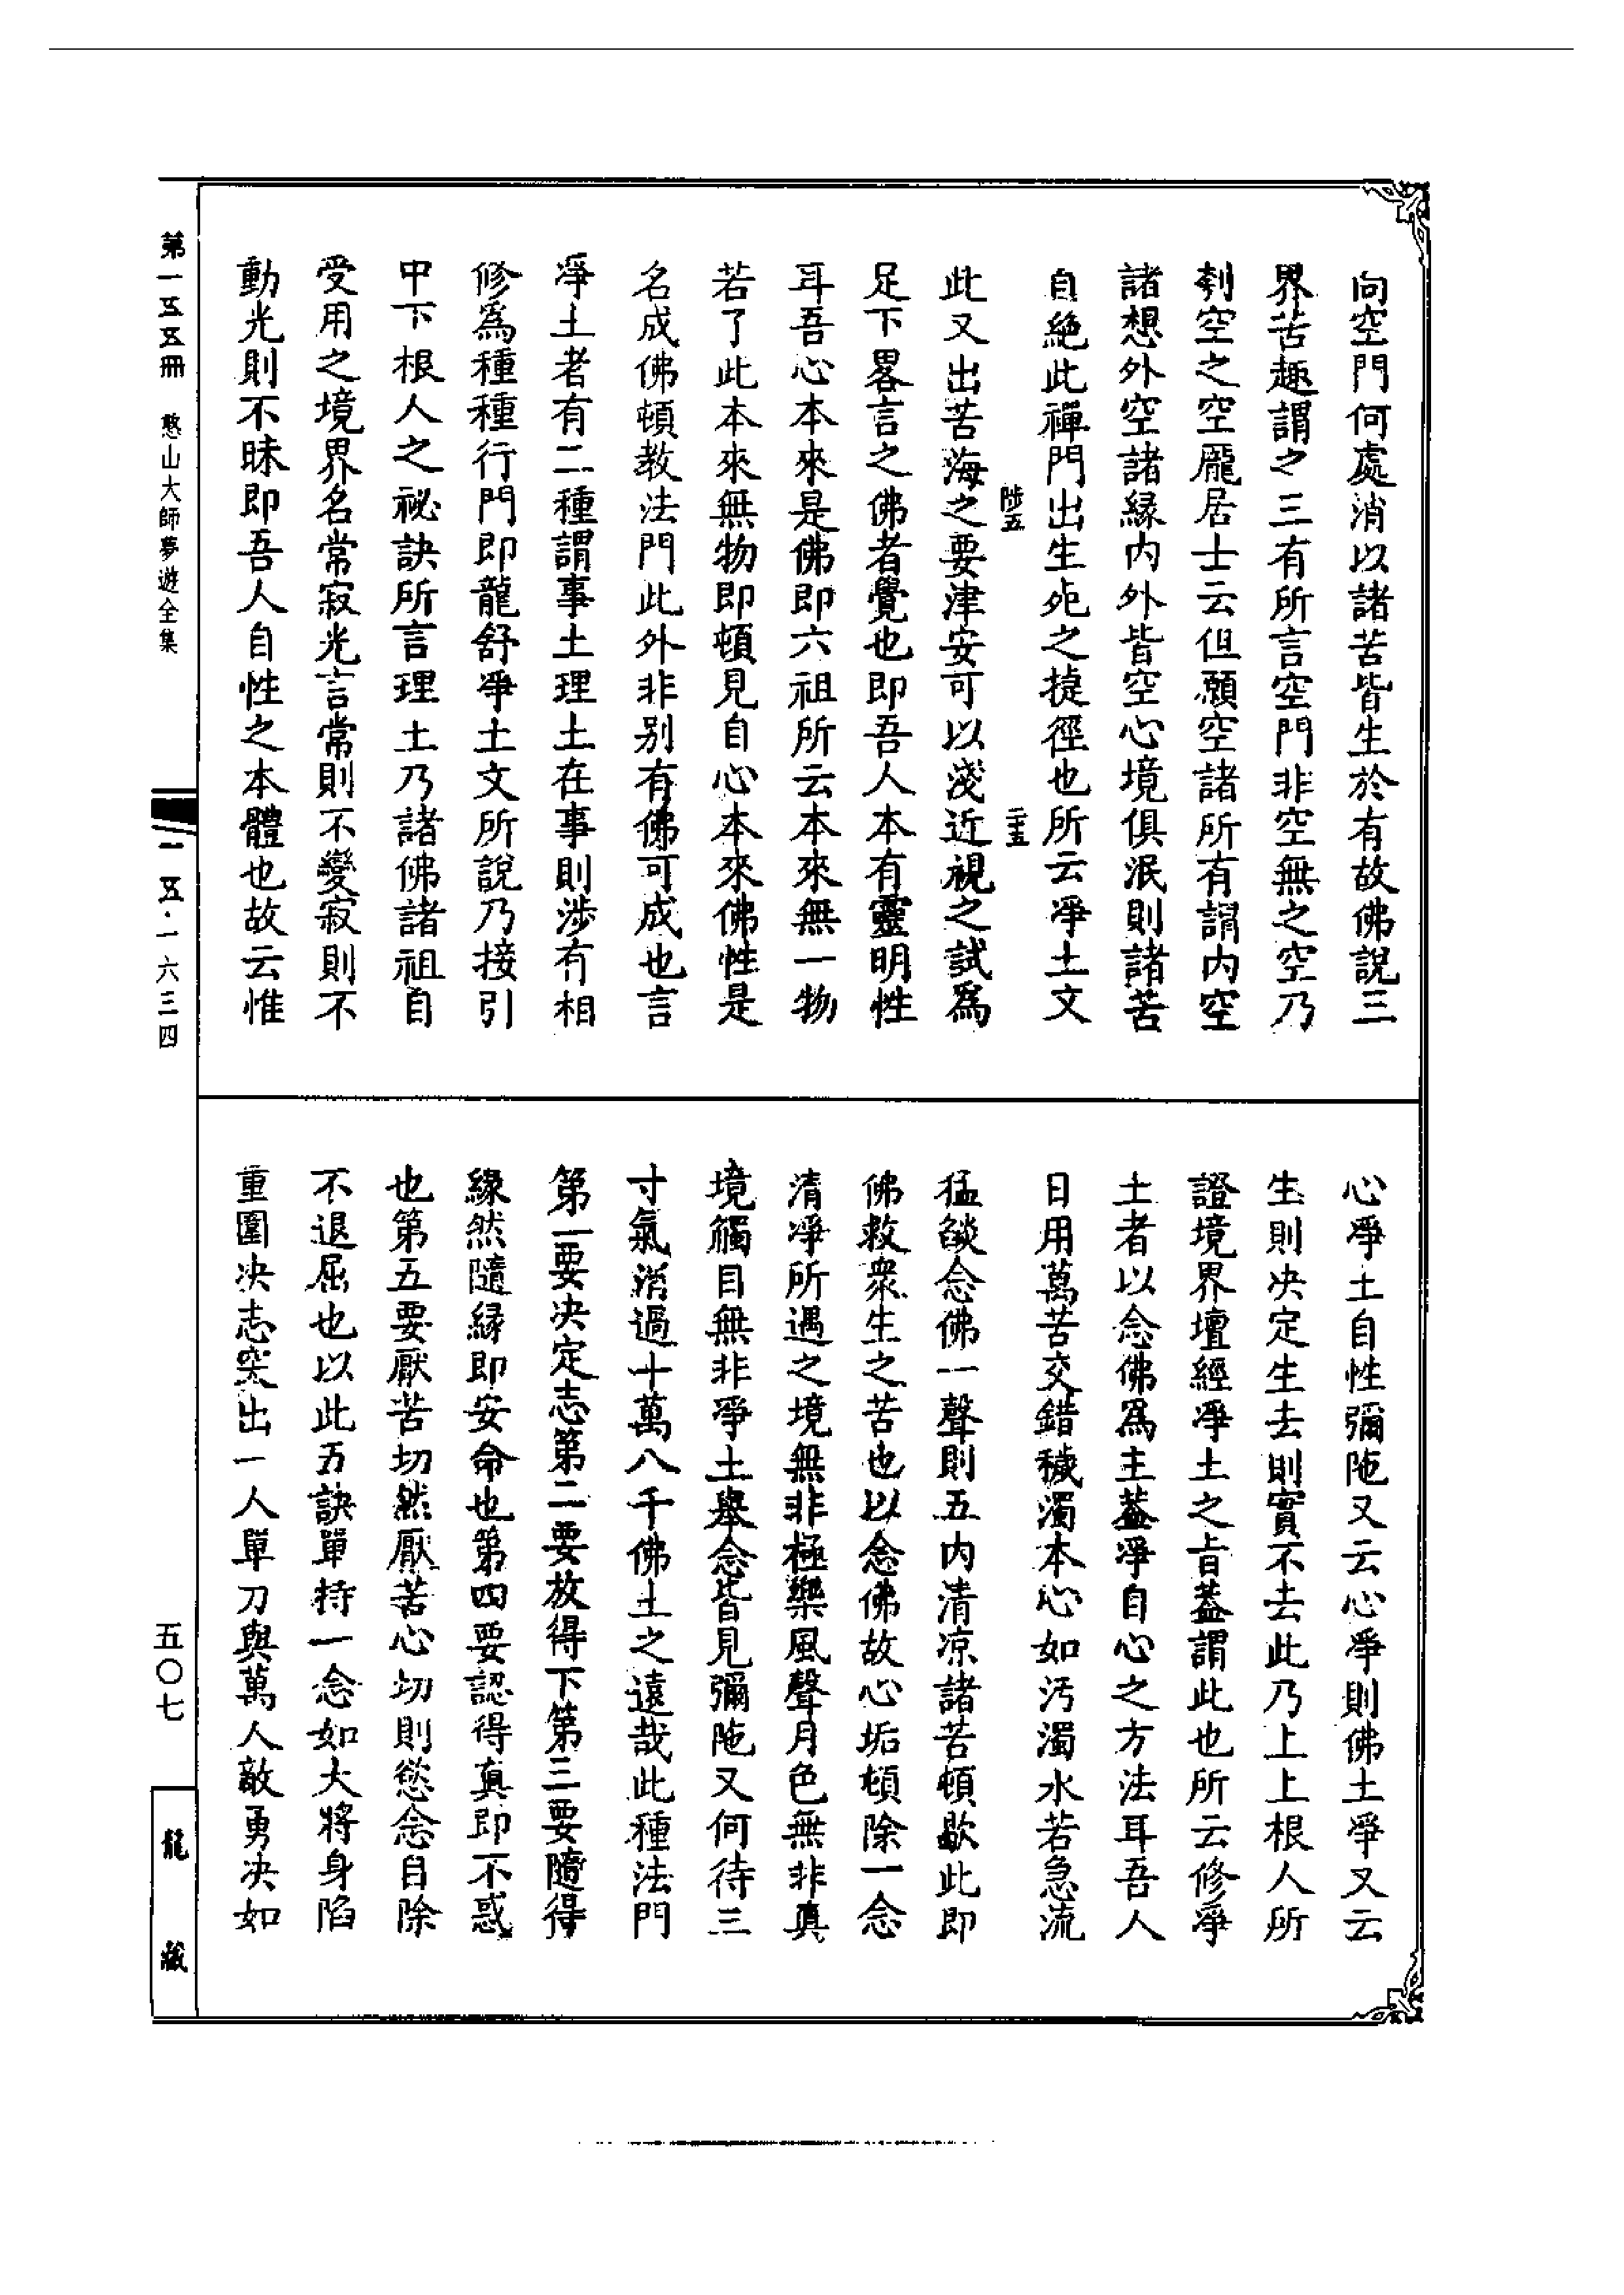 向空門何處消以諸苦皆生於有故佛說三
界苦趣謂之三有所言空門非空無之空乃
刳空之空龐居士云但願空諸所有謂內空
諸想外空諸緣內外皆空心境俱泯則諸苦
自絕此禪門出生死之捷徑也所云淨土文
陟五
二十五
此又出苦海之要津安可以淺近視之試為
足下畧言之佛者覺也即吾人本有靈明性
耳吾心本來是佛即六祖所云本來無一物
若了此本來無物即頓見自心本來佛性是
名成佛頓教法門此外非別有佛可成也言
淨土者有二種謂事土理土在事則涉有相
修為種種行門即龍舒淨土文所說乃接引
中下根人之祕訣所言理土乃諸佛諸祖自
受用之境界名常寂光言常則不變寂則不
動光則不昧即吾人自性之本體也故云惟
心淨土自性彌陀又云心淨則佛土淨又云
生則決定生去則實不去此乃上上根人所
證境界壇經淨土之旨葢謂此也所云修淨
土者以念佛為主葢淨自心之方法耳吾人
日用萬苦交錯穢濁本心如汚濁水若急流
猛燄念佛一聲則五內清凉諸苦頓歇此即
佛救衆生之苦也以念佛故心垢頓除一念
清淨所遇之境無非極樂風聲月色無非真
境觸目無非淨土舉念皆見彌陀又何待三
寸氣消過十萬八千佛土之遠哉此種法門
第一要決定志第二要放得下第三要隨得
緣然隨緣即安命也第四要認得真即不惑
也第五要厭苦切然厭苦心切則慾念自除
不退屈也以此五訣單持一念如大將身陷
重圍決志突出一人單刀與萬人敵勇決如
第一五五冊 憨山大師夢遊全集
一五五·一六三四
五〇七
龍藏